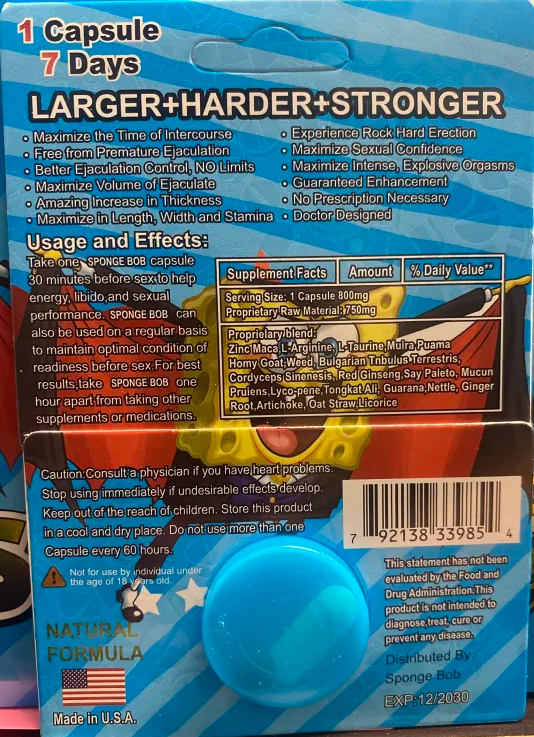 1 Capsule
7 Days
LARGER+HARDER+STRONGER
• Maximize the Time of Intercourse
• Free from Premature Ejaculation
• Better Ejaculation Control, NO Limits
• Maximize Volume of Ejaculate
• Amazing Increase in Thickness
• Maximize in Length, Width and Stamina
• Experience Rock Hard Erection
• Maximize Sexual Confidence
• Maximize Intense, Explosive Orgasms
• Guaranteed Enhancement
• No Prescription Necessary
• Doctor Designed
Usage and Effects:
Take one SPONGE BOB capsule
30 minutes before sex to help
energy, libido,and sexual
performance. SPONGE BOB can
also be used on a regular basis
to maintain optimal condition of
readiness before sex.For best
results,take SPONGE BOB one
hour apart from taking other
supplements or medications.
Supplement Facts Amount % Daily Value**
Serving Size: 1 Capsule 800mg
Proprietary Raw Material:750mg
Proprielary blend:
Zinc Maca,L-Arginine, L-Taurine,Muira Puama
Homy Goat Weed, Bulgarian Tnbulus Terrestris,
Cordyceps Sinenesis, Red Ginseng,Say Paleto, Mucun
Pruiens,Lyco-pene,Tongkat Ali, Guarana,Nettle, Ginger
Root,Artichoke, Oat Straw,Licorice
Caution:Consult a physician if you have heart problems.
Stop using immediately if undesirable effects develop.
Keep out of the reach of children. Store this product
in a cool and dry place. Do not use more than one
Capsule every 60 hours.
Not for use by individual under
the age of 18 years old.
7 92138 33985 4
This statement has not been
evaluated by the Food and
Drug Administration.This
product is not intended to
diagnose,treat, cure or
prevent any disease.
NATURAL
FORMULA
Made in U.S.A.
Distributed By:
Sponge Bob
EXP:12/2030